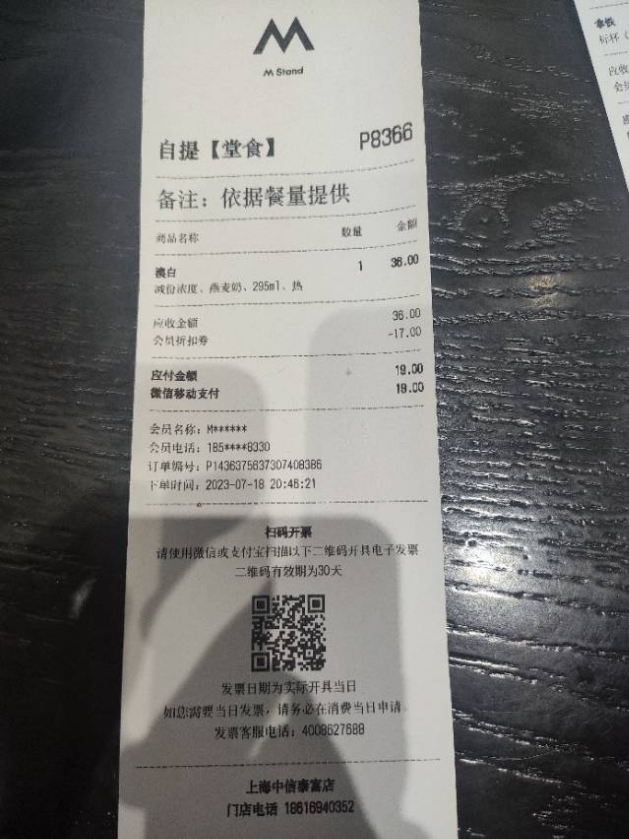 M Stand
自提【堂食】 P8366
备注：依据餐量提供
商品名称 数量 金额
澳白 1 36.00
减份浓度、燕麦奶、295ml、热
应收金额 36.00
会员折扣券 -17.00
应付金额 19.00
微信移动支付 19.00
会员名称：M******
会员电话：185****8330
订单编号：P1436375637307408386
下单时间：2023-07-18 20:46:21
扫码开票
请使用微信或支付宝扫描以下二维码开具电子发票
二维码有效期为30天
发票日期为实际开具当日
如您需要当日发票，请务必在消费当日申请。
发票客服电话：4008627688
上海中信泰富店
门店电话 18616940352
拿铁
标杯（
应收